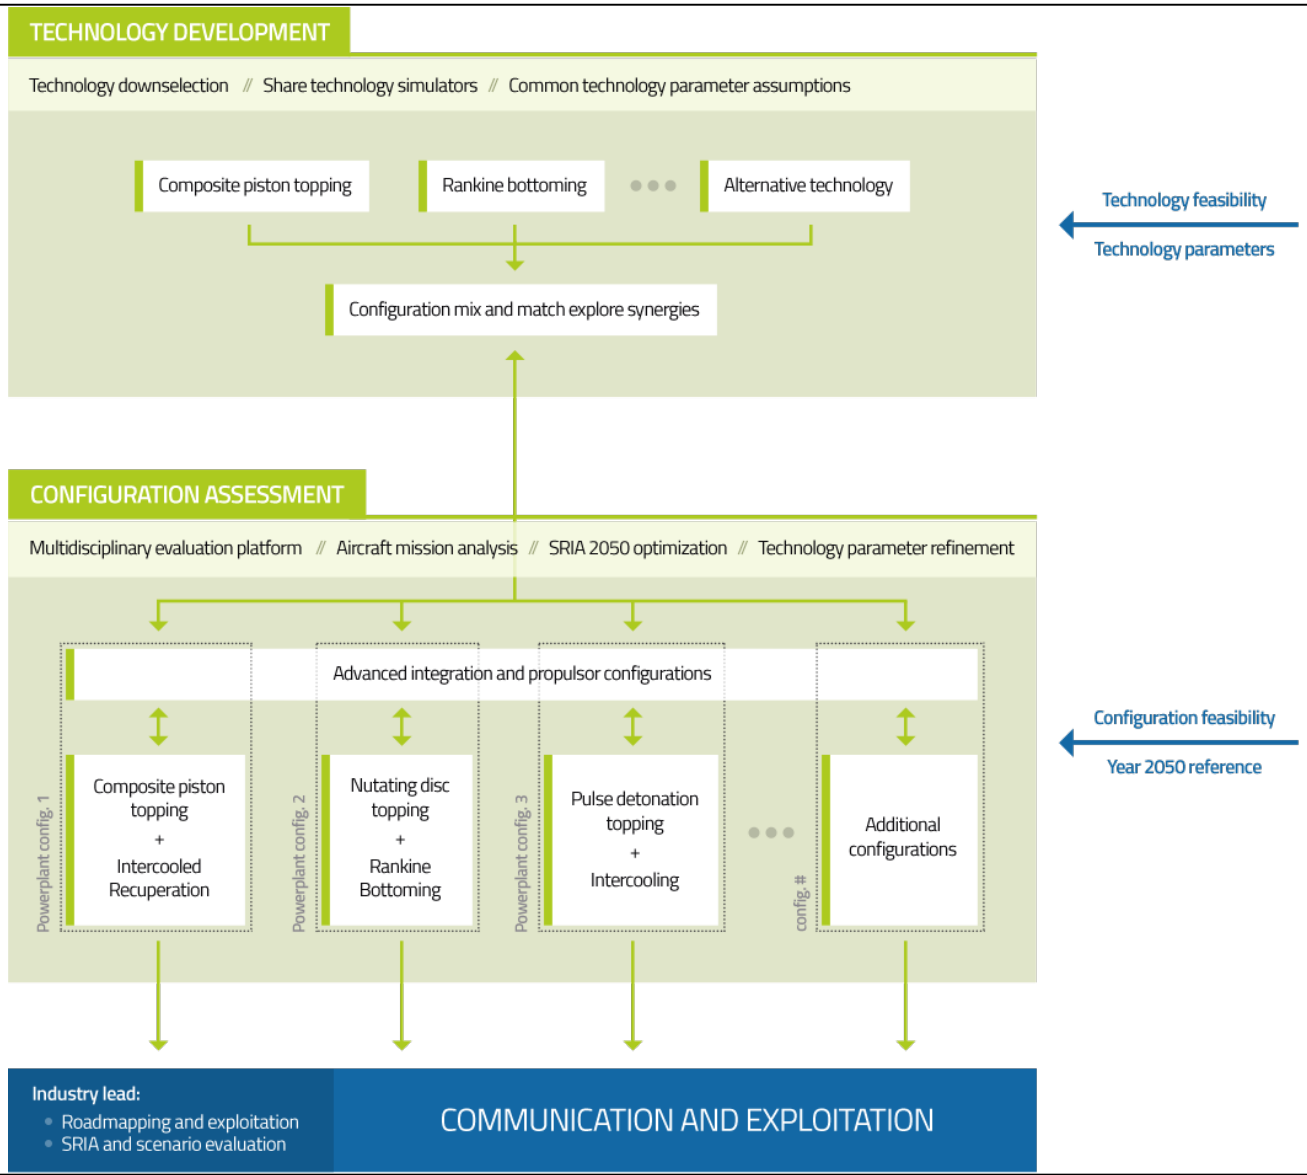 TECHNOLOGY DEVELOPMENT
Technology downselection // Share technology simulators // Common technology parameter assumptions
Composite piston topping
Rankine bottoming
Alternative technology
Configuration mix and match explore synergies
Technology feasibility
Technology parameters
CONFIGURATION ASSESSMENT
Multidisciplinary evaluation platform // Aircraft mission analysis // SRIA 2050 optimization // Technology parameter refinement
Advanced integration and propulsor configurations
Powerplant config. 1
Composite piston
topping
+
Intercooled
Recuperation
Powerplant config. 2
Nutating disc
topping
+
Rankine
Bottoming
Powerplant config. 3
Pulse detonation
topping
+
Intercooling
config. #
Additional
configurations
Configuration feasibility
Year 2050 reference
Industry lead:
Roadmapping and exploitation
SRIA and scenario evaluation
COMMUNICATION AND EXPLOITATION